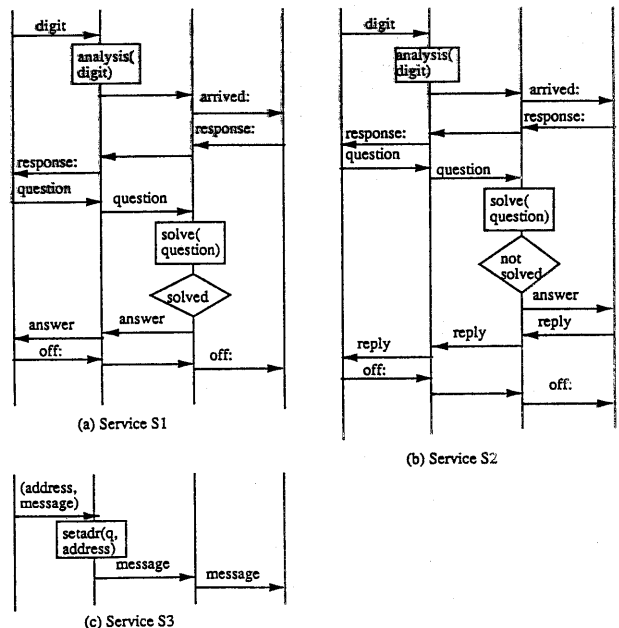 digit
analysis(
digit)
arrived:
response:
response:
question
question
solve(
question)
solved
answer
answer
off:
off:
(a) Service S1
digit
analysis(
digit)
arrived:
response:
response:
question
question
solve(
question)
not
solved
answer
reply
reply
reply
off:
off:
(b) Service S2
(address,
message)
setadr(q,
address)
message
message
(c) Service S3